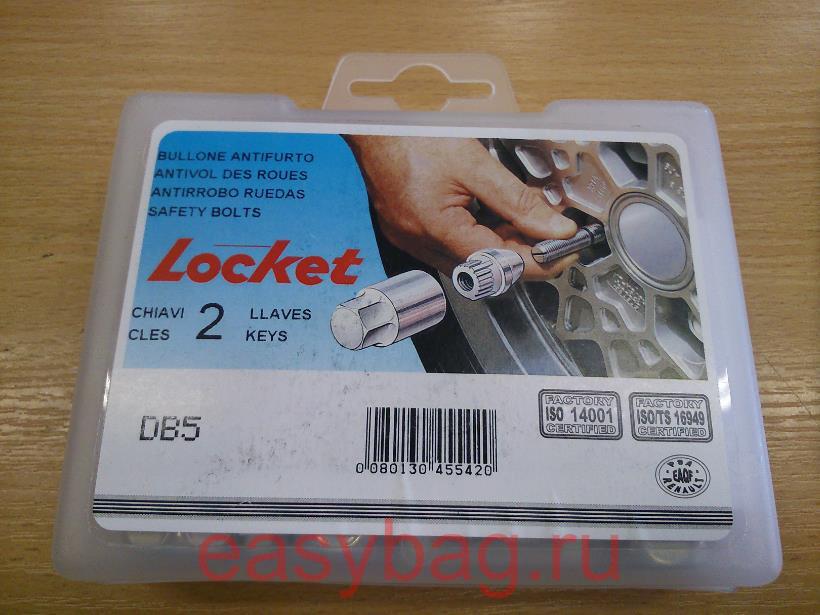 BULLONE ANTIFURTO
ANTIVOL DES ROUES
ANTIRROBO RUEDAS
SAFETY BOLTS
Locket
CHIAVI 2 LLAVES
CLES KEYS
DB5
0 080130 455420
FACTORY
ISO 14001
CERTIFIED
FACTORY
ISO/TS 16949
CERTIFIED
PSA
EAQF
RENAULT
easybag.ru